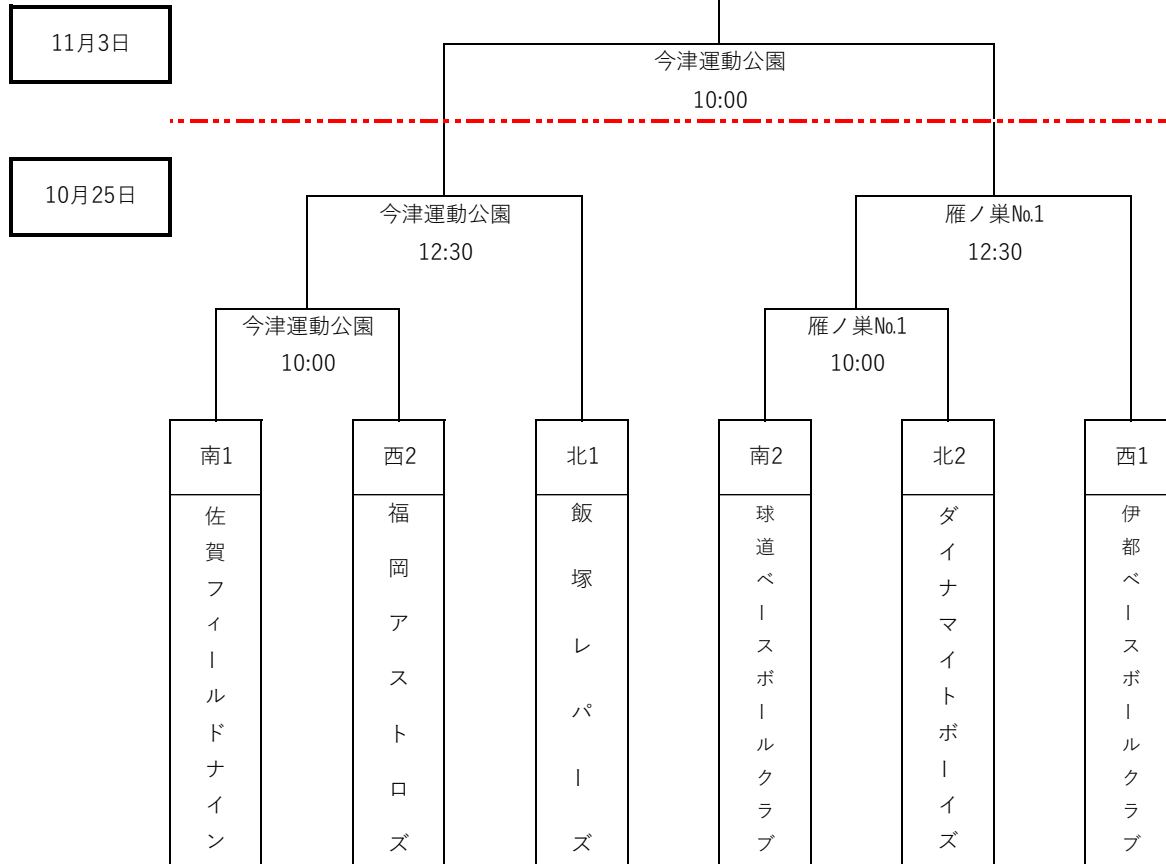 11月3日
今津運動公園
10:00
10月25日
今津運動公園
12:30
雁ノ巣№1
12:30
今津運動公園
10:00
雁ノ巣№1
10:00
南1
西2
北1
南2
北2
西1
佐賀フィールドナイン
福岡アストロズ
飯塚レパーズ
球道ベースボールクラブ
ダイナマイトボーイズ
伊都ベースボールクラブ